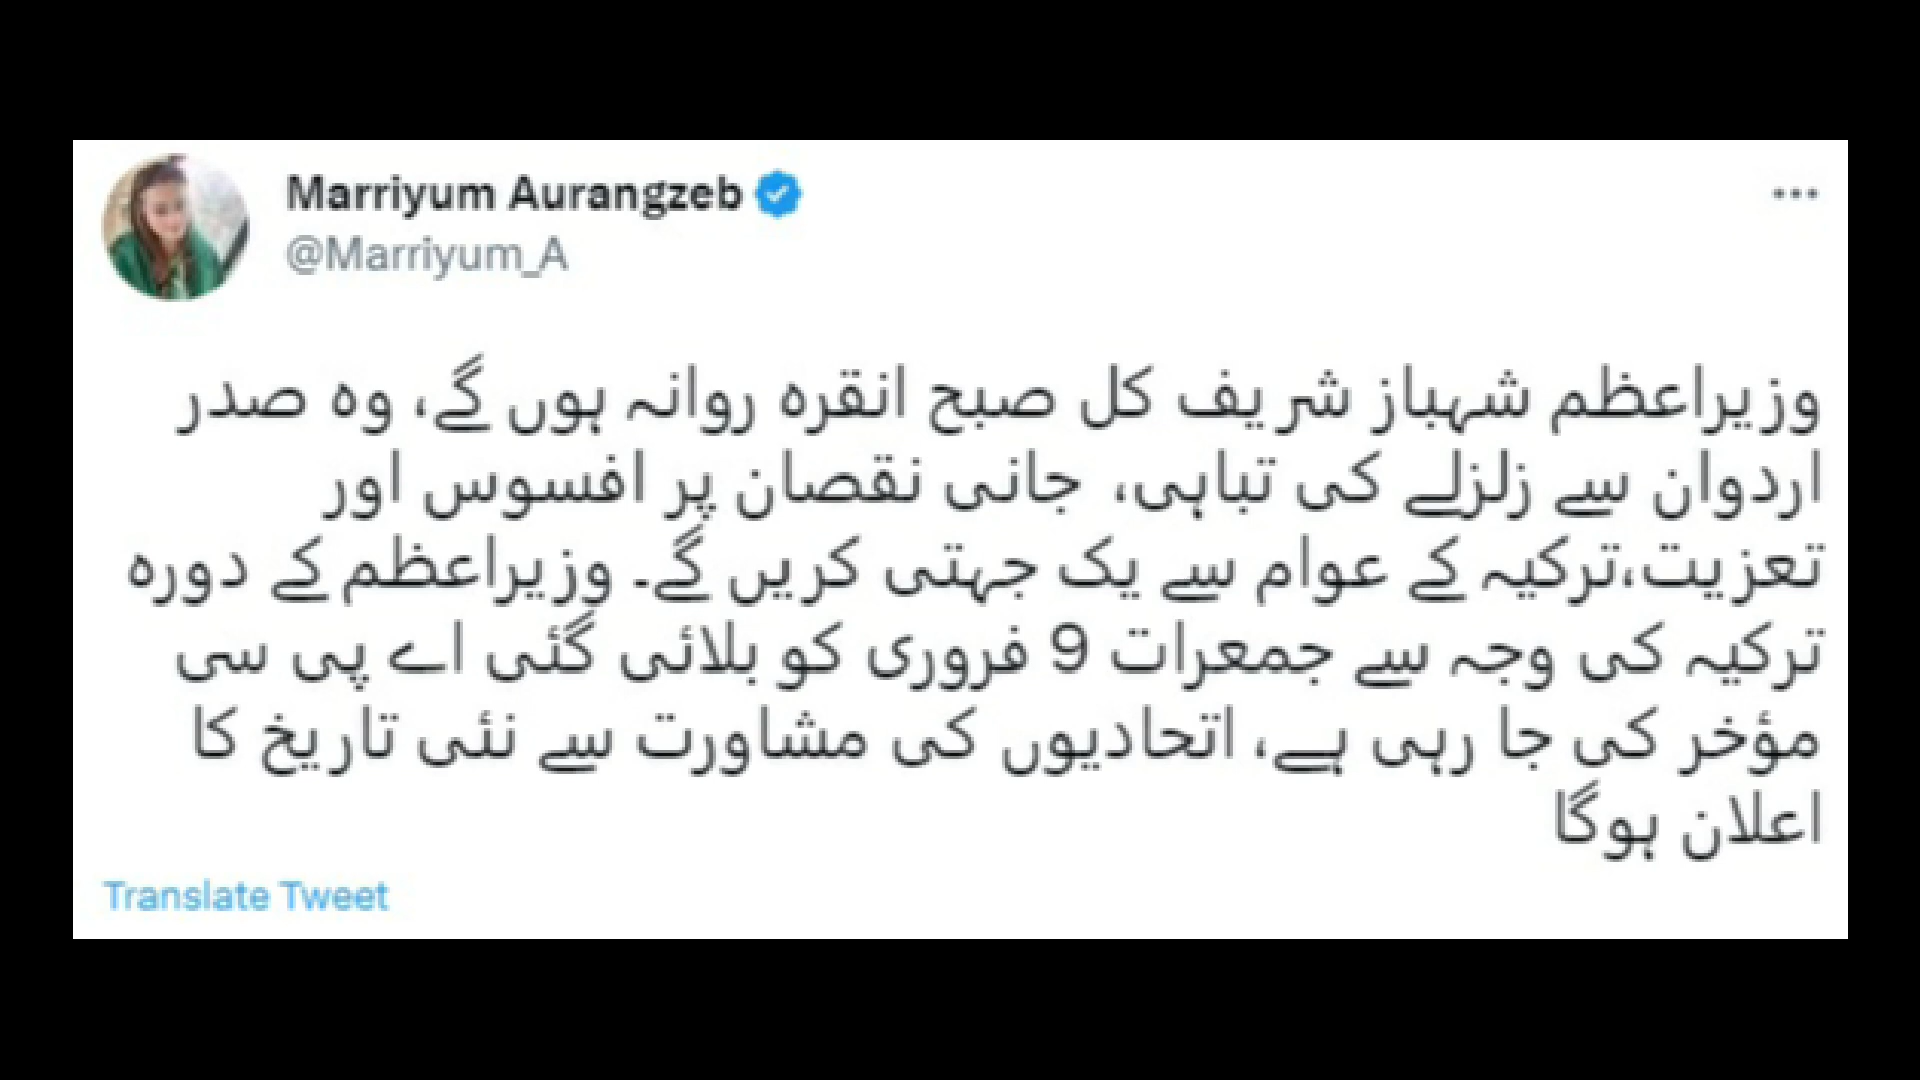 Marriyum Aurangzeb
@Marriyum_A
وزیراعظم شہباز شریف کل صبح انقرہ روانہ ہوں گے، وہ صدر
اردوان سے زلزلے کی تباہی، جانی نقصان پر افسوس اور
تعزیت،ترکیہ کے عوام سے یک جہتی کریں گے۔ وزیراعظم کے دورہ
ترکیہ کی وجہ سے جمعرات 9 فروری کو بلائی گئی اے پی سی
مؤخر کی جا رہی ہے، اتحادیوں کی مشاورت سے نئی تاریخ کا
اعلان ہوگا
Translate Tweet